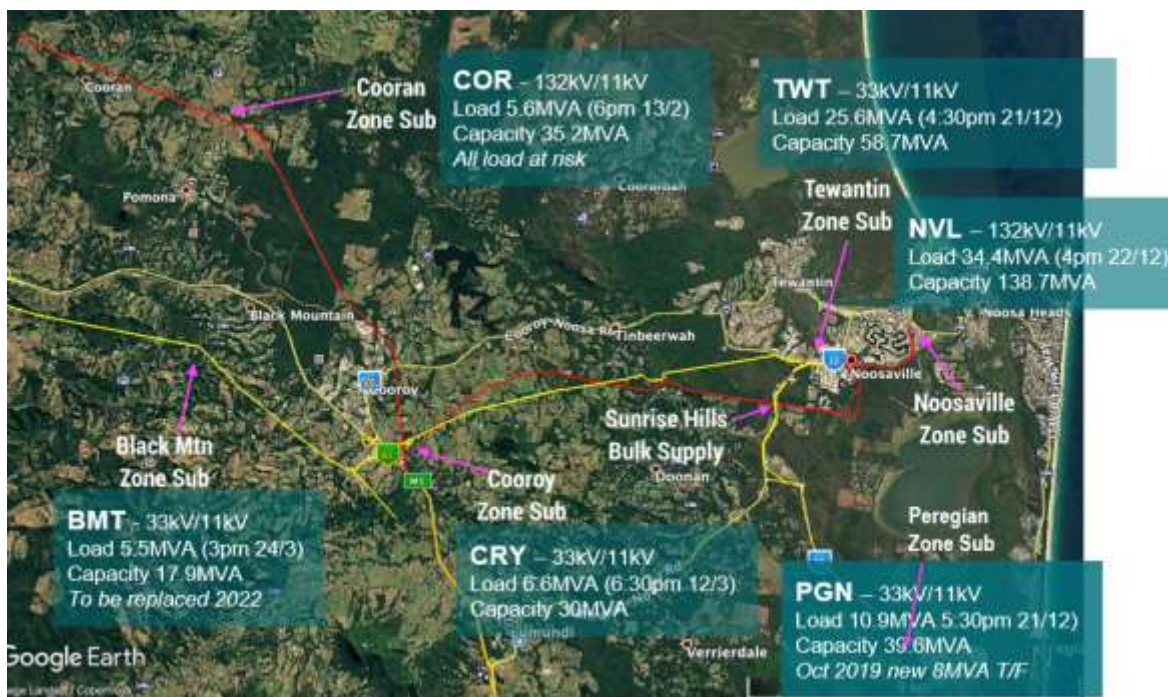 COR – 132kV/11kV
Load 5.6MVA (6pm 13/2)
Capacity 35.2MVA
All load at risk
TWT – 33kV/11kV
Load 25.6MVA (4:30pm 21/12)
Capacity 58.7MVA
Cooran
Cooran
Zone Sub
Pomona
Tewantin
Zone Sub
NVL – 132kV/11kV
Load 34.4MVA (4pm 22/12)
Capacity 138.7MVA
Tewantin
Noosa Head
Black Mountain
Cooroy-Noosa Rd
Tinbeerwah
Cooroy
Noosaville
Noosaville
Zone Sub
Sunrise Hills
Bulk Supply
Black Mtn
Zone Sub
Cooroy
Zone Sub
M1
Doonan
Peregian
Zone Sub
BMT – 33kV/11kV
Load 5.5MVA (3pm 24/3)
Capacity 17.9MVA
To be replaced 2022
CRY – 33kV/11kV
Load 6.6MVA (6:30pm 12/3)
Capacity 30MVA
PGN – 33kV/11kV
Load 10.9MVA 5:30pm 21/12)
Capacity 39.6MVA
Oct 2019 new 8MVA T/F
Eumundi
Verrierdale
Google Earth